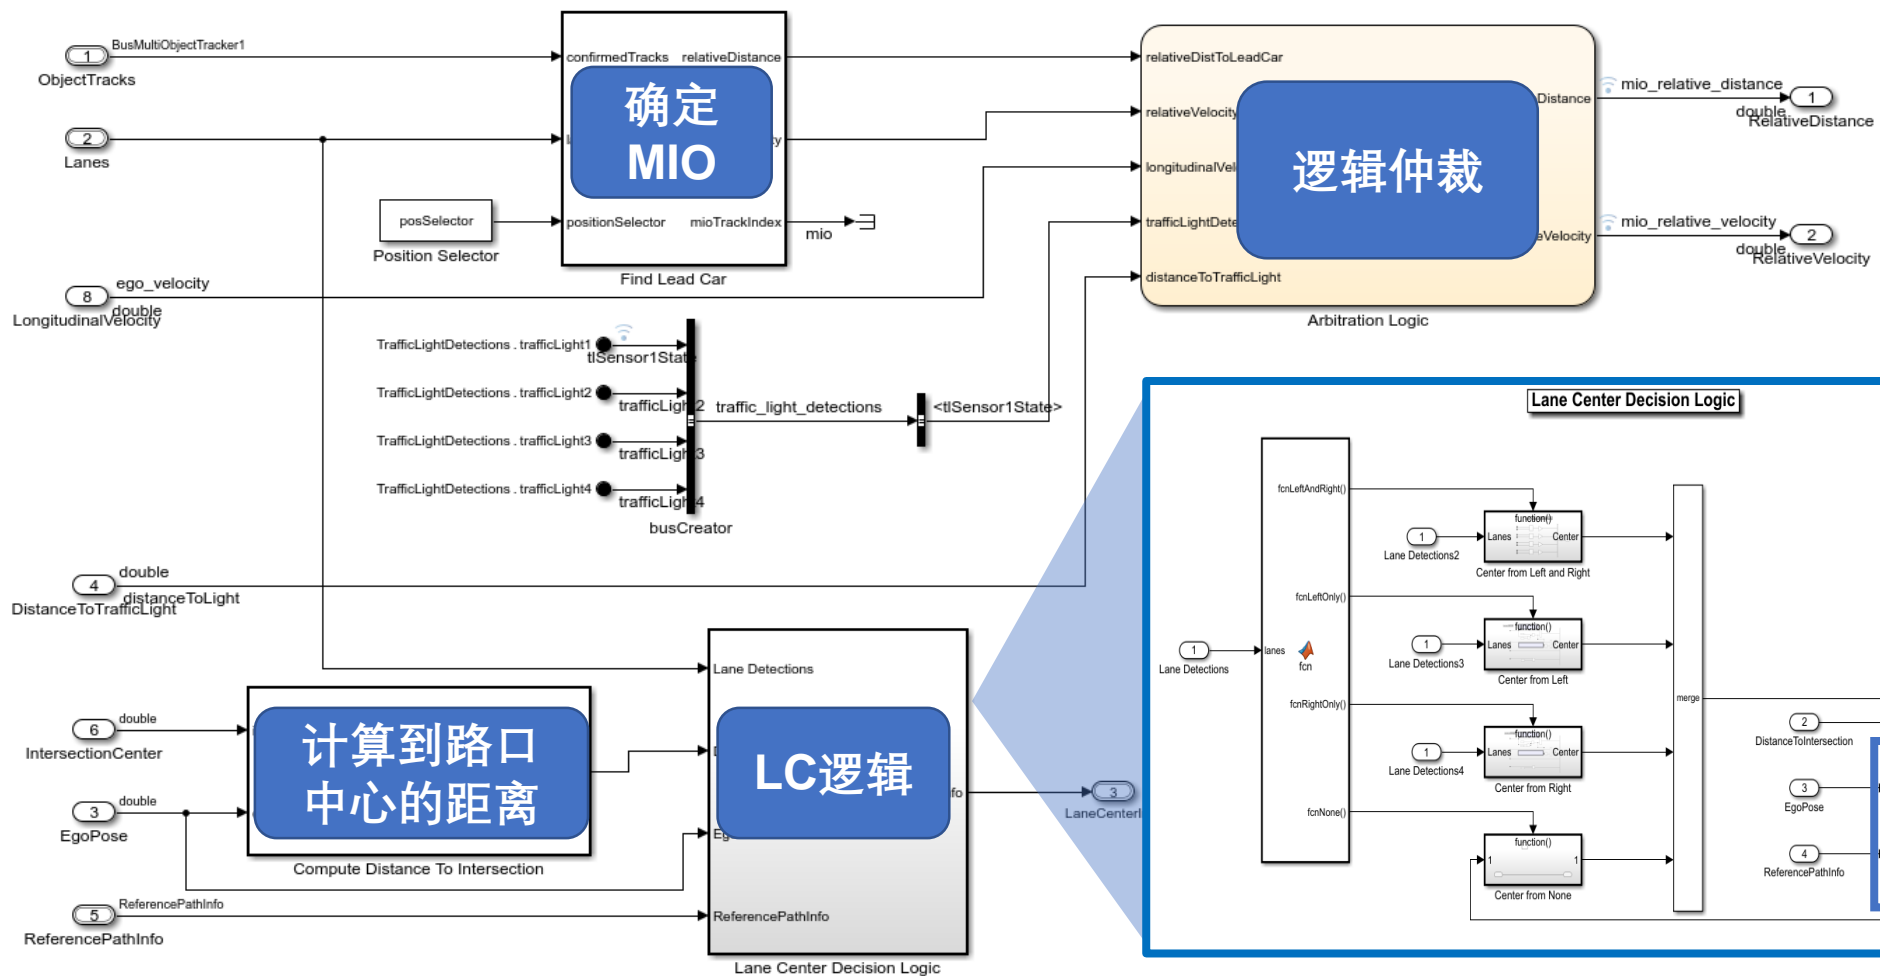 1
ObjectTracks
BusMultiObjectTracker1
2
Lanes
confirmedTracks
relativeDistance
确定
MIO
positionSelector
mioTrackIndex
posSelector
Position Selector
mio
Find Lead Car
8
LongitudinalVelocity
ego_velocity
double
relativeDistToLeadCar
relativeVelocity
longitudinalVel
trafficLightDete
distanceToTrafficLight
逻辑仲裁
Distance
eVelocity
Arbitration Logic
mio_relative_distance
double
1
RelativeDistance
mio_relative_velocity
double
2
RelativeVelocity
TrafficLightDetections . trafficLight1
tlSensor1State
TrafficLightDetections . trafficLight2
trafficLight2
TrafficLightDetections . trafficLight3
trafficLight3
TrafficLightDetections . trafficLight4
trafficLight4
busCreator
traffic_light_detections
<tlSensor1State>
4
DistanceToTrafficLight
double
distanceToLight
6
IntersectionCenter
double
3
EgoPose
double
计算到路口
中心的距离
Compute Distance To Intersection
5
ReferencePathInfo
ReferencePathInfo
Lane Detections
LC逻辑
Eg
fo
ReferencePathInfo
Lane Center Decision Logic
3
LaneCenterI
Lane Center Decision Logic
1
Lane Detections
lanes
fcn
fcnLeftAndRight()
fcnLeftOnly()
fcnRightOnly()
fcnNone()
1
Lane Detections2
function()
Lanes
Center
Center from Left and Right
1
Lane Detections3
function()
Lanes
Center
Center from Left
1
Lane Detections4
function()
Lanes
Center
Center from Right
function()
1
1
Center from None
merge
2
DistanceToIntersection
3
EgoPose
4
ReferencePathInfo